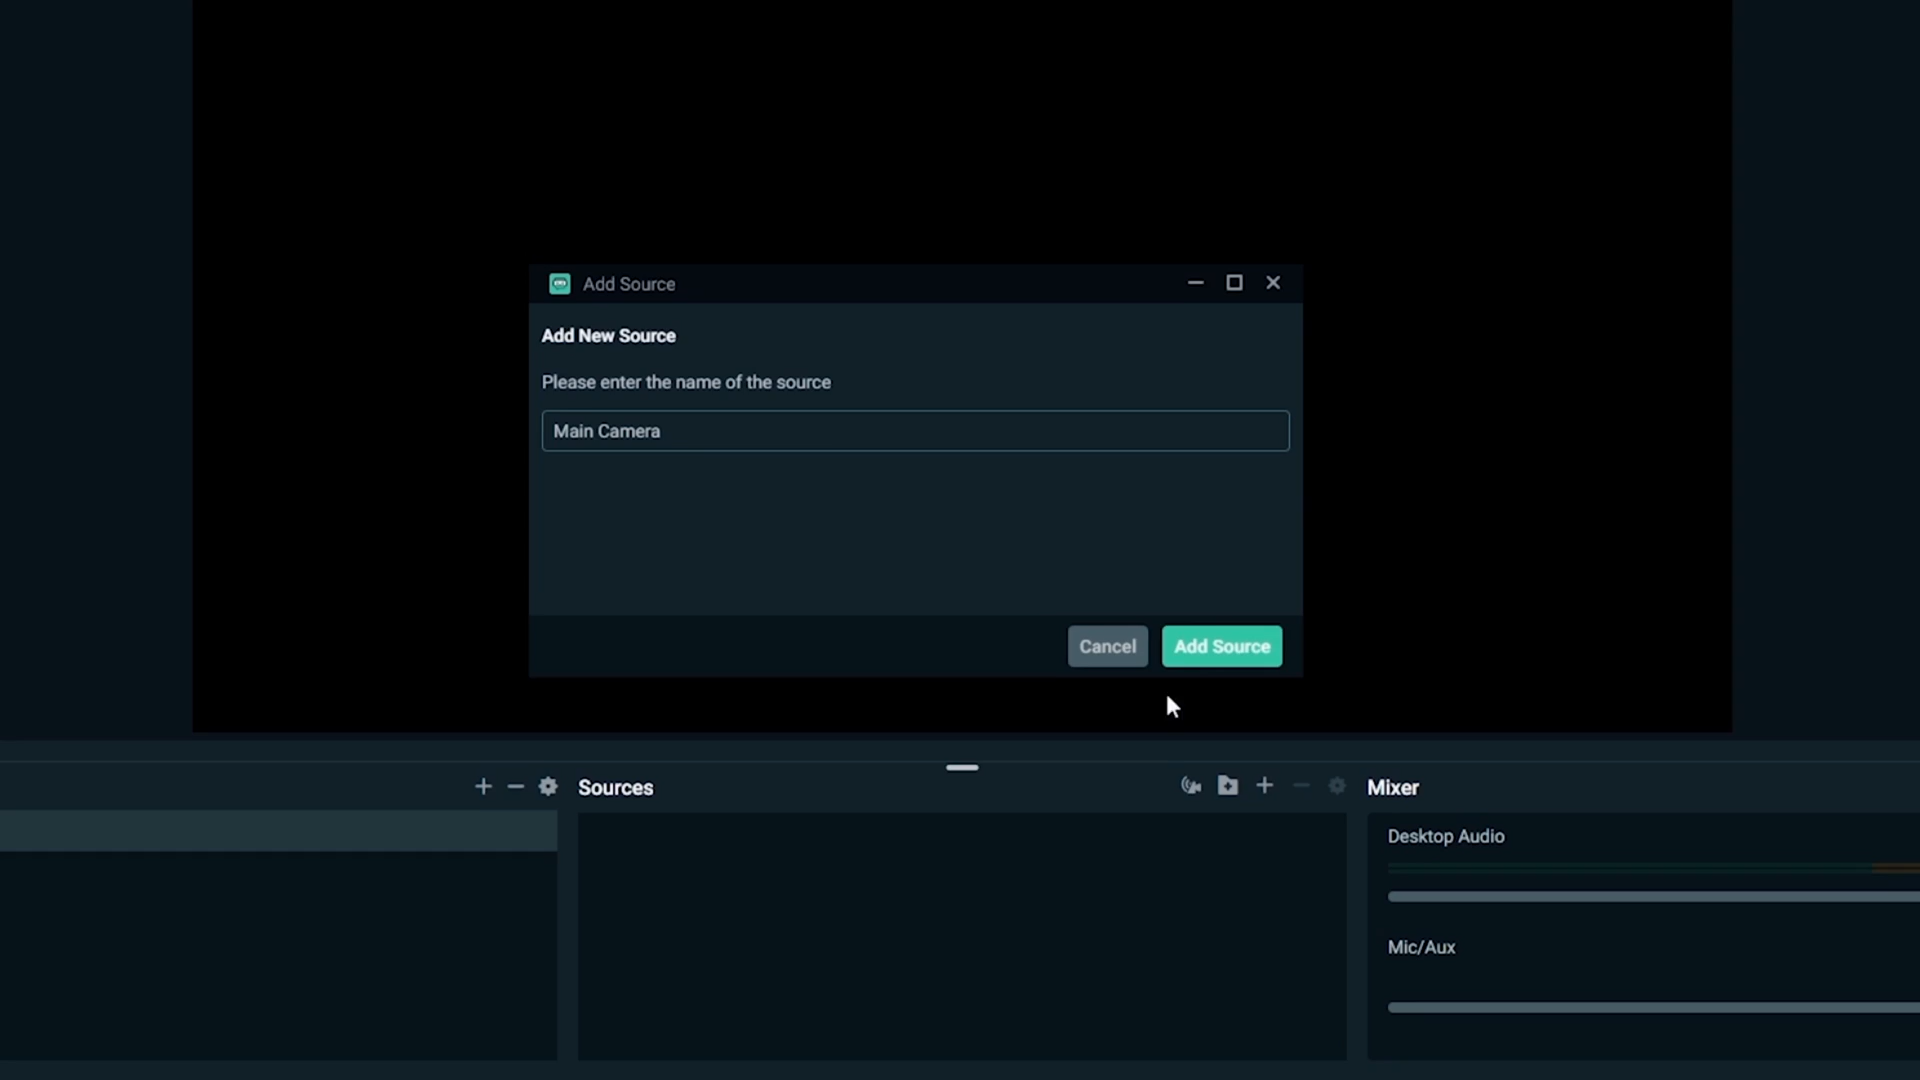 Add Source
Add New Source
Please enter the name of the source
Main Camera
Cancel
Add Source
Sources
Mixer
Desktop Audio
Mic/Aux